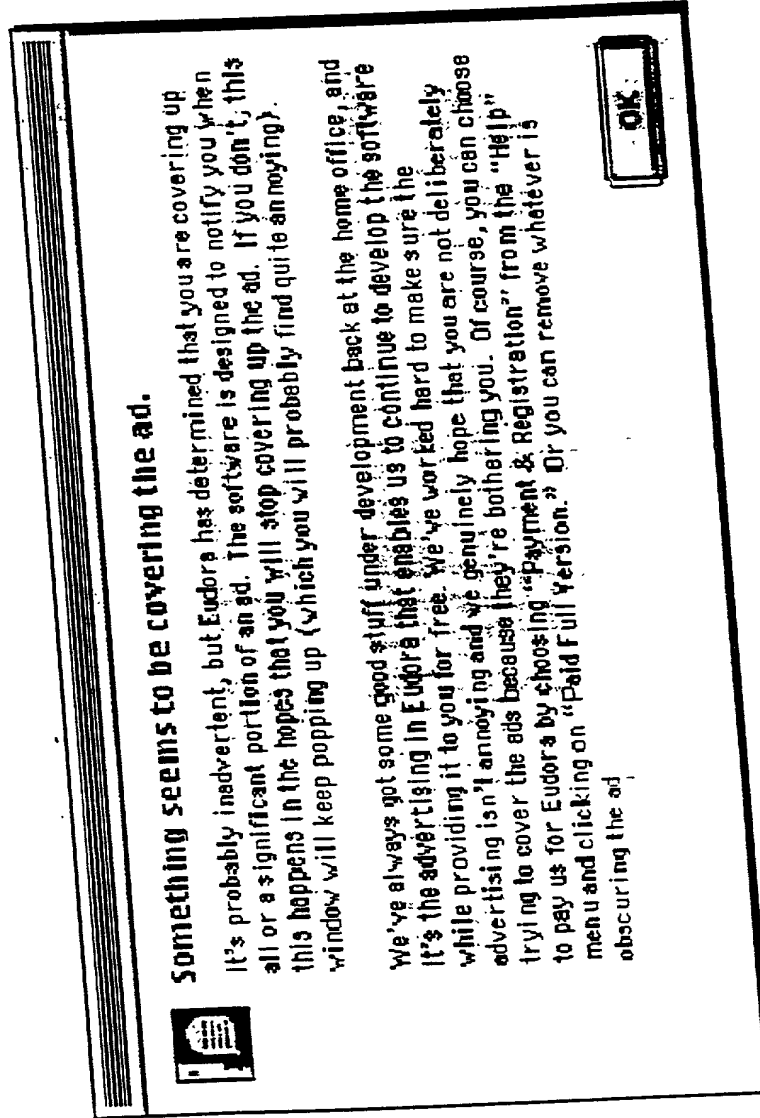 Something seems to be covering the ad.
It's probably inadvertent, but Eudora has determined that you are covering up
all or a significant portion of an ad. The software is designed to notify you when
this happens in the hopes that you will stop covering up the ad. If you don't, this
window will keep popping up (which you will probably find quite annoying).
We've always got some good stuff under development back at the home office, and
It's the advertising in Eudora that enables us to continue to develop the software
while providing it to you for free. We've worked hard to make sure the
advertising isn't annoying and we genuinely hope that you are not deliberately
trying to cover the ads because they're bothering you. Of course, you can choose
to pay us for Eudora by choosing “Payment & Registration” from the “Help”
menu and clicking on “Paid Full Version.” Or you can remove whatever is
obscuring the ad
OK